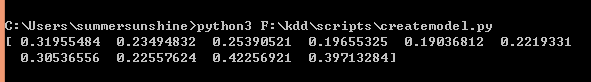 C:\Users\summersunshine>python3 F:\kdd\scripts\createmodel.py
[ 0.31955484  0.23494832  0.25390521  0.19655325  0.19036812  0.2219331
  0.30536556  0.22557624  0.42256921  0.39713284]